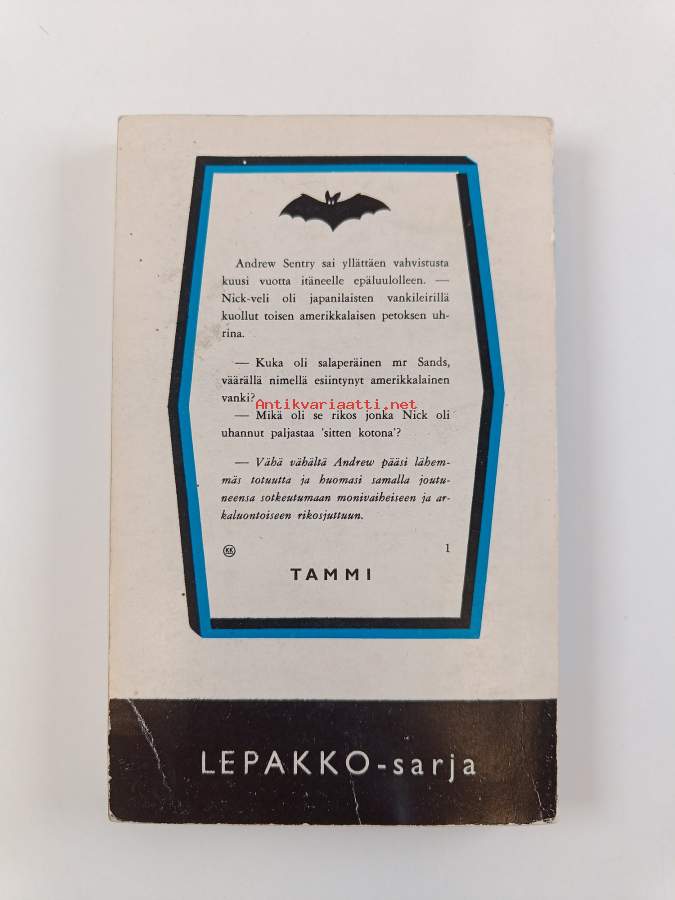 Andrew Sentry sai yllättäen vahvistusta
kuusi vuotta itäneelle epäluulolleen. —
Nick-veli oli japanilaisten vankileirillä
kuollut toisen amerikkalaisen petoksen uh-
rina.
— Kuka oli salaperäinen mr Sands,
väärällä nimellä esiintynyt amerikkalainen
vanki?
Antikvariaatti.net
— Mikä oli se rikos jonka Nick oli
uhannut paljastaa 'sitten kotona'?
— Vähä vähältä Andrew pääsi lähem-
mäs totuutta ja huomasi samalla joutu-
neensa sotkeutumaan monivaiheiseen ja ar-
kaluontoiseen rikosjuttuun.
KK 1
TAMMI
LEPAKKO-sarja